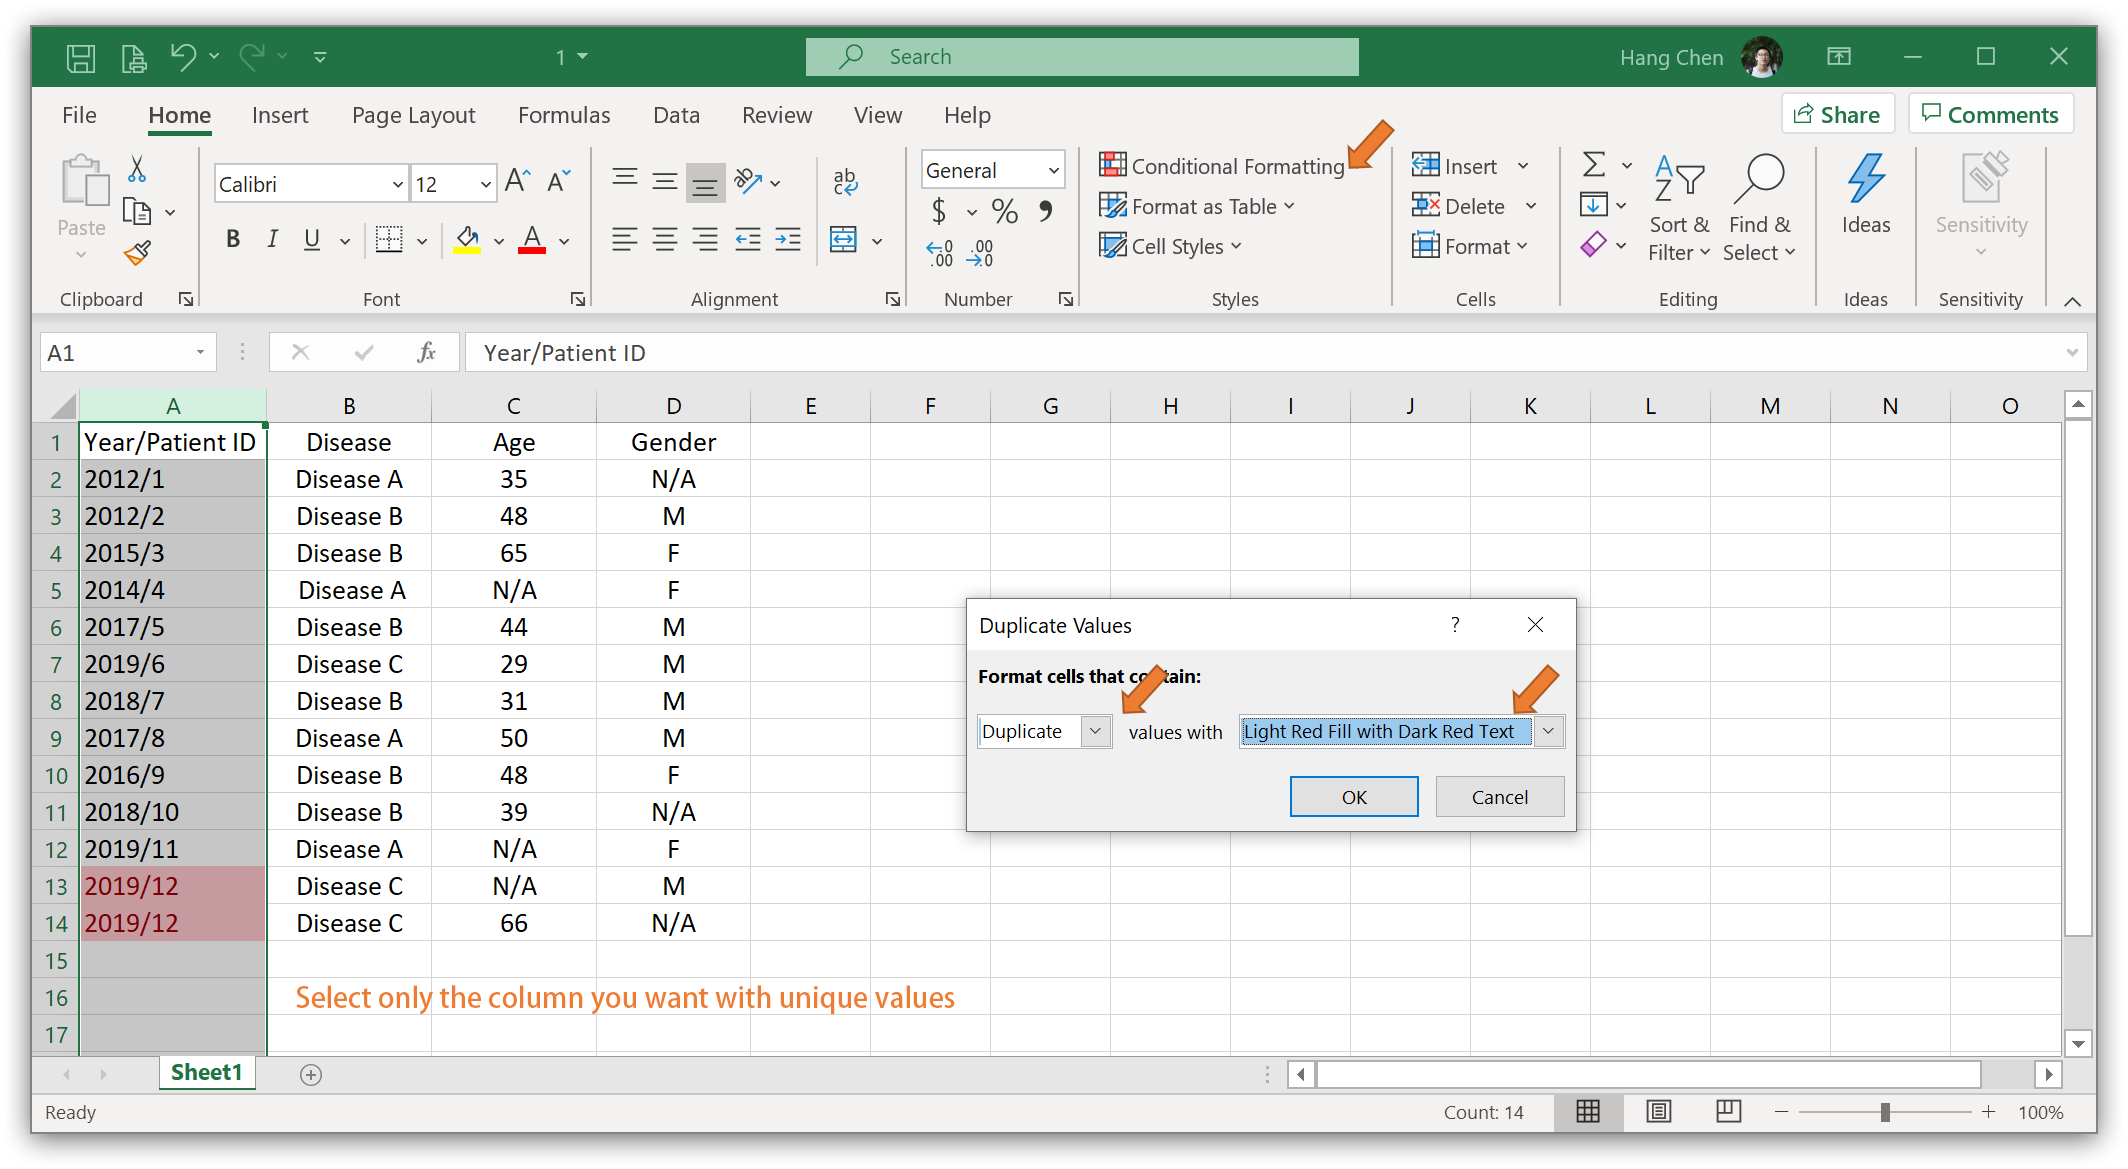 1 Search Hang Chen
File Home Insert Page Layout Formulas Data Review View Help Share Comments
Paste
Clipboard
Calibri 12
B I U A
Font
ab
c
Alignment
General
$ % ,
.00 .00
Number
Conditional Formatting
Format as Table
Cell Styles
Styles
Insert
Delete
Format
Cells
Σ
Sort &
Filter
Find &
Select
Editing
Ideas
Ideas
Sensitivity
Sensitivity
A1 fx Year/Patient ID
A B C D E F G H I J K L M N O
1 Year/Patient ID Disease Age Gender
2 2012/1 Disease A 35 N/A
3 2012/2 Disease B 48 M
4 2015/3 Disease B 65 F
5 2014/4 Disease A N/A F
6 2017/5 Disease B 44 M
7 2019/6 Disease C 29 M
8 2018/7 Disease B 31 M
9 2017/8 Disease A 50 M
10 2016/9 Disease B 48 F
11 2018/10 Disease B 39 N/A
12 2019/11 Disease A N/A F
13 2019/12 Disease C N/A M
14 2019/12 Disease C 66 N/A
15
16 Select only the column you want with unique values
17
Duplicate Values ?
Format cells that contain:
Duplicate values with Light Red Fill with Dark Red Text
OK Cancel
Sheet1
Ready Count: 14 100%